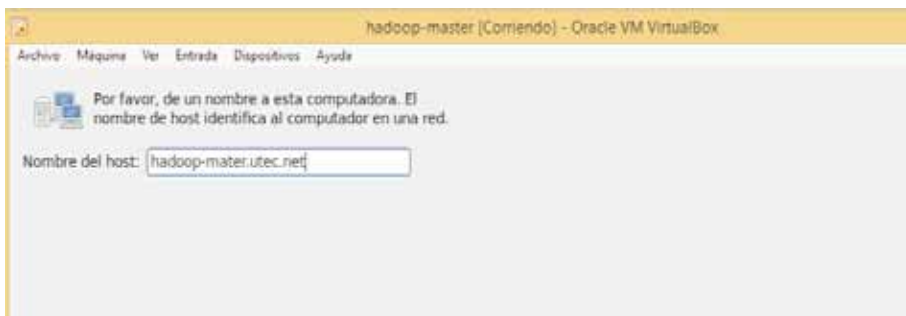 hadoop-master [Corriendo] - Oracle VM VirtualBox
Archivo Máquina Ver Entrada Dispositivos Ayuda
Por favor, de un nombre a esta computadora. El
nombre de host identifica al computador en una red.
Nombre del host: hadoop-mater.utec.net